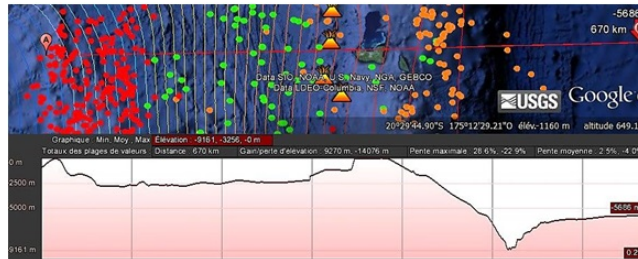 -5686
670 km
A
Data SIO, NOAA, U.S. Navy, NGA, GEBCO
Data LDEO-Columbia, NSF, NOAA
USGS Google
20°29'44.90"S 175°12'29.21"O élév.-1160 m altitude 649.1
Graphique : Min, Moy , Max Élévation : -9161, -3256, -0 m
Totaux des plages de valeurs : Distance : 670 km Gain/perte d'élévation : 9270 m, -14076 m Pente maximale : 28.6%, -22.9% Pente moyenne : 2.5%, -4.0
0 m
2500 m
5000 m
-5686 m
9161 m